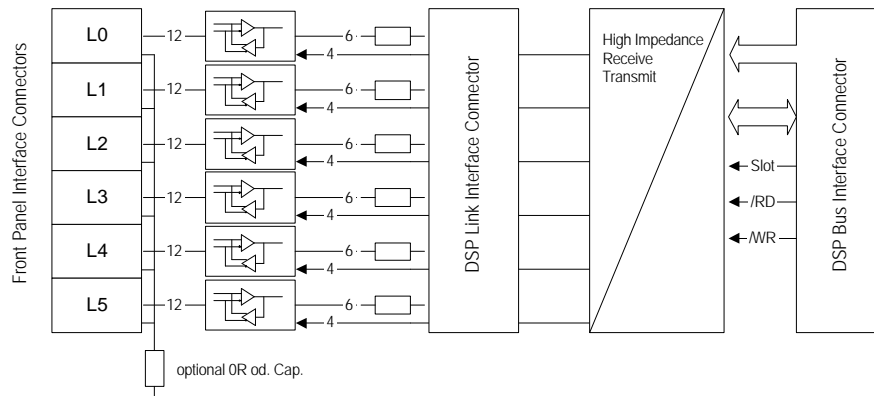 Front Panel Interface Connectors
L0
12
6
4
L1
12
6
4
L2
12
6
4
L3
12
6
4
L4
12
6
4
L5
12
6
4
optional 0R od. Cap.
DSP Link Interface Connector
High Impedance
Receive
Transmit
Slot
/RD
/WR
DSP Bus Interface Connector